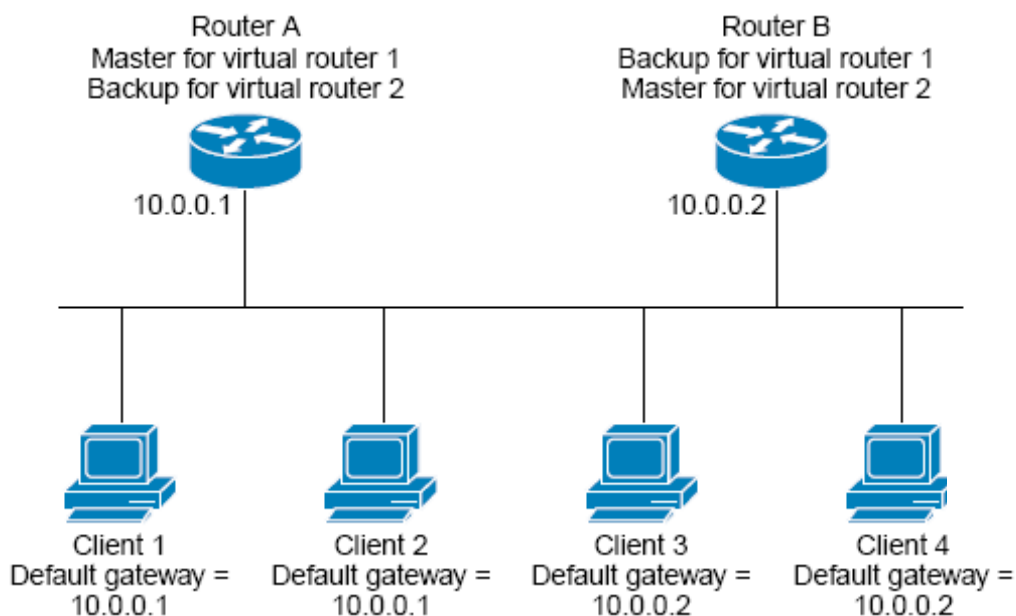 Router A
Master for virtual router 1
Backup for virtual router 2
10.0.0.1
Router B
Backup for virtual router 1
Master for virtual router 2
10.0.0.2
Client 1
Default gateway =
10.0.0.1
Client 2
Default gateway =
10.0.0.1
Client 3
Default gateway =
10.0.0.2
Client 4
Default gateway =
10.0.0.2